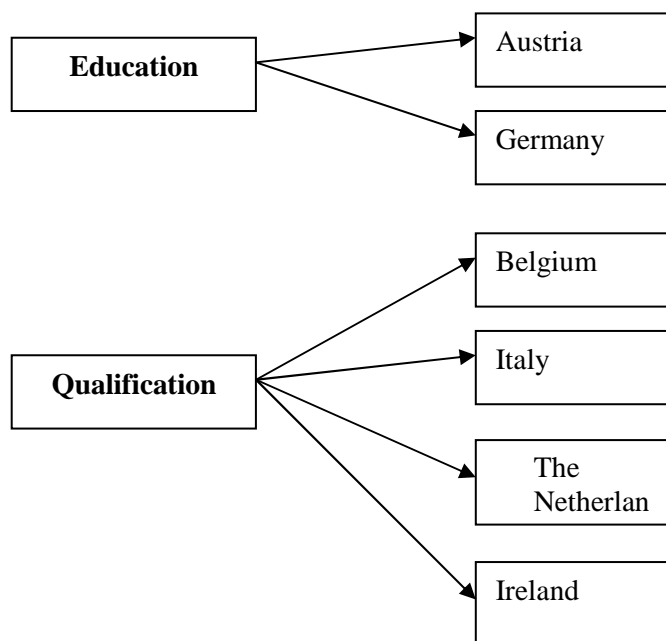 Education
Austria
Germany
Qualification
Belgium
Italy
The
Netherlan
Ireland